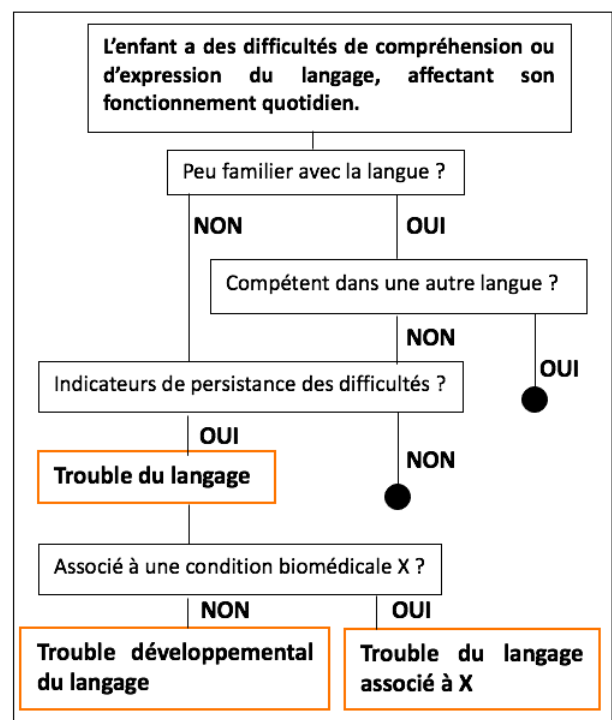 L’enfant a des difficultés de compréhension ou
d’expression du langage, affectant son
fonctionnement quotidien.
Peu familier avec la langue ?
NON
OUI
Compétent dans une autre langue ?
NON
OUI
Indicateurs de persistance des difficultés ?
OUI
NON
Trouble du langage
Associé à une condition biomédicale X ?
NON
OUI
Trouble développemental
du langage
Trouble du langage
associé à X